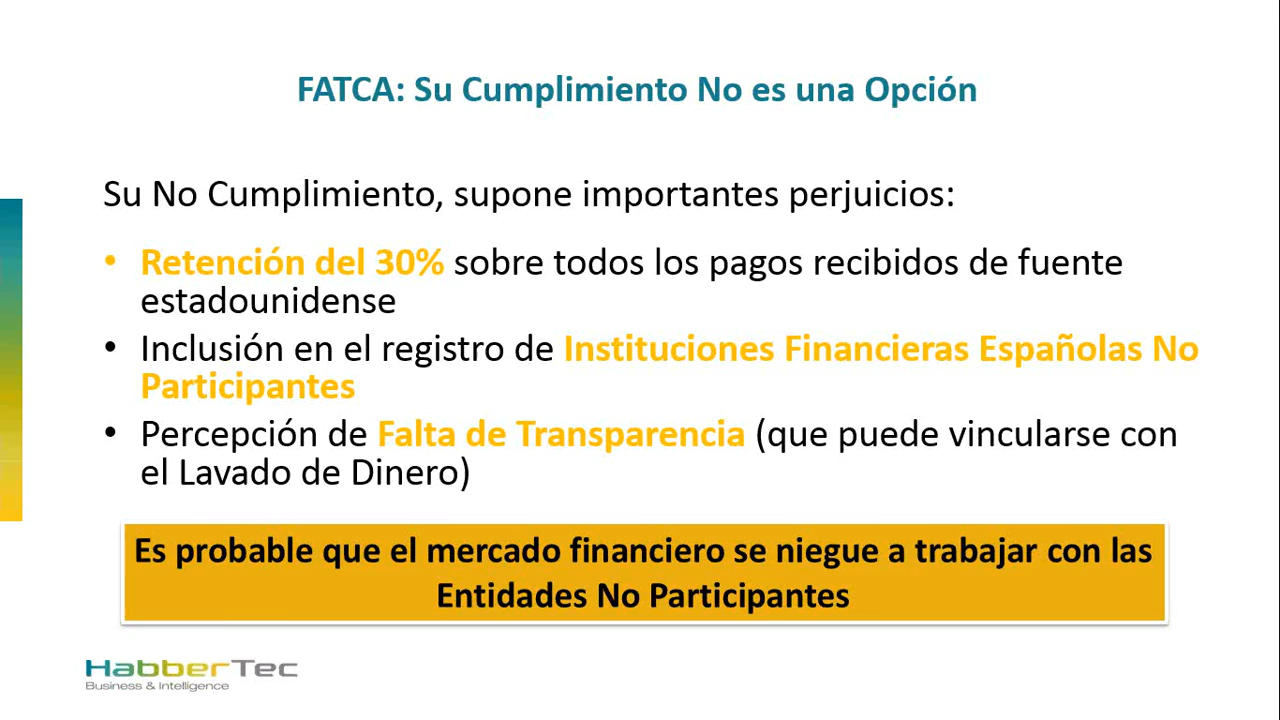 FATCA: Su Cumplimiento No es una Opción
Su No Cumplimiento, supone importantes perjuicios:
• Retención del 30% sobre todos los pagos recibidos de fuente
estadounidense
• Inclusión en el registro de Instituciones Financieras Españolas No
Participantes
• Percepción de Falta de Transparencia (que puede vincularse con
el Lavado de Dinero)
Es probable que el mercado financiero se niegue a trabajar con las
Entidades No Participantes
HabberTec
Business & Intelligence